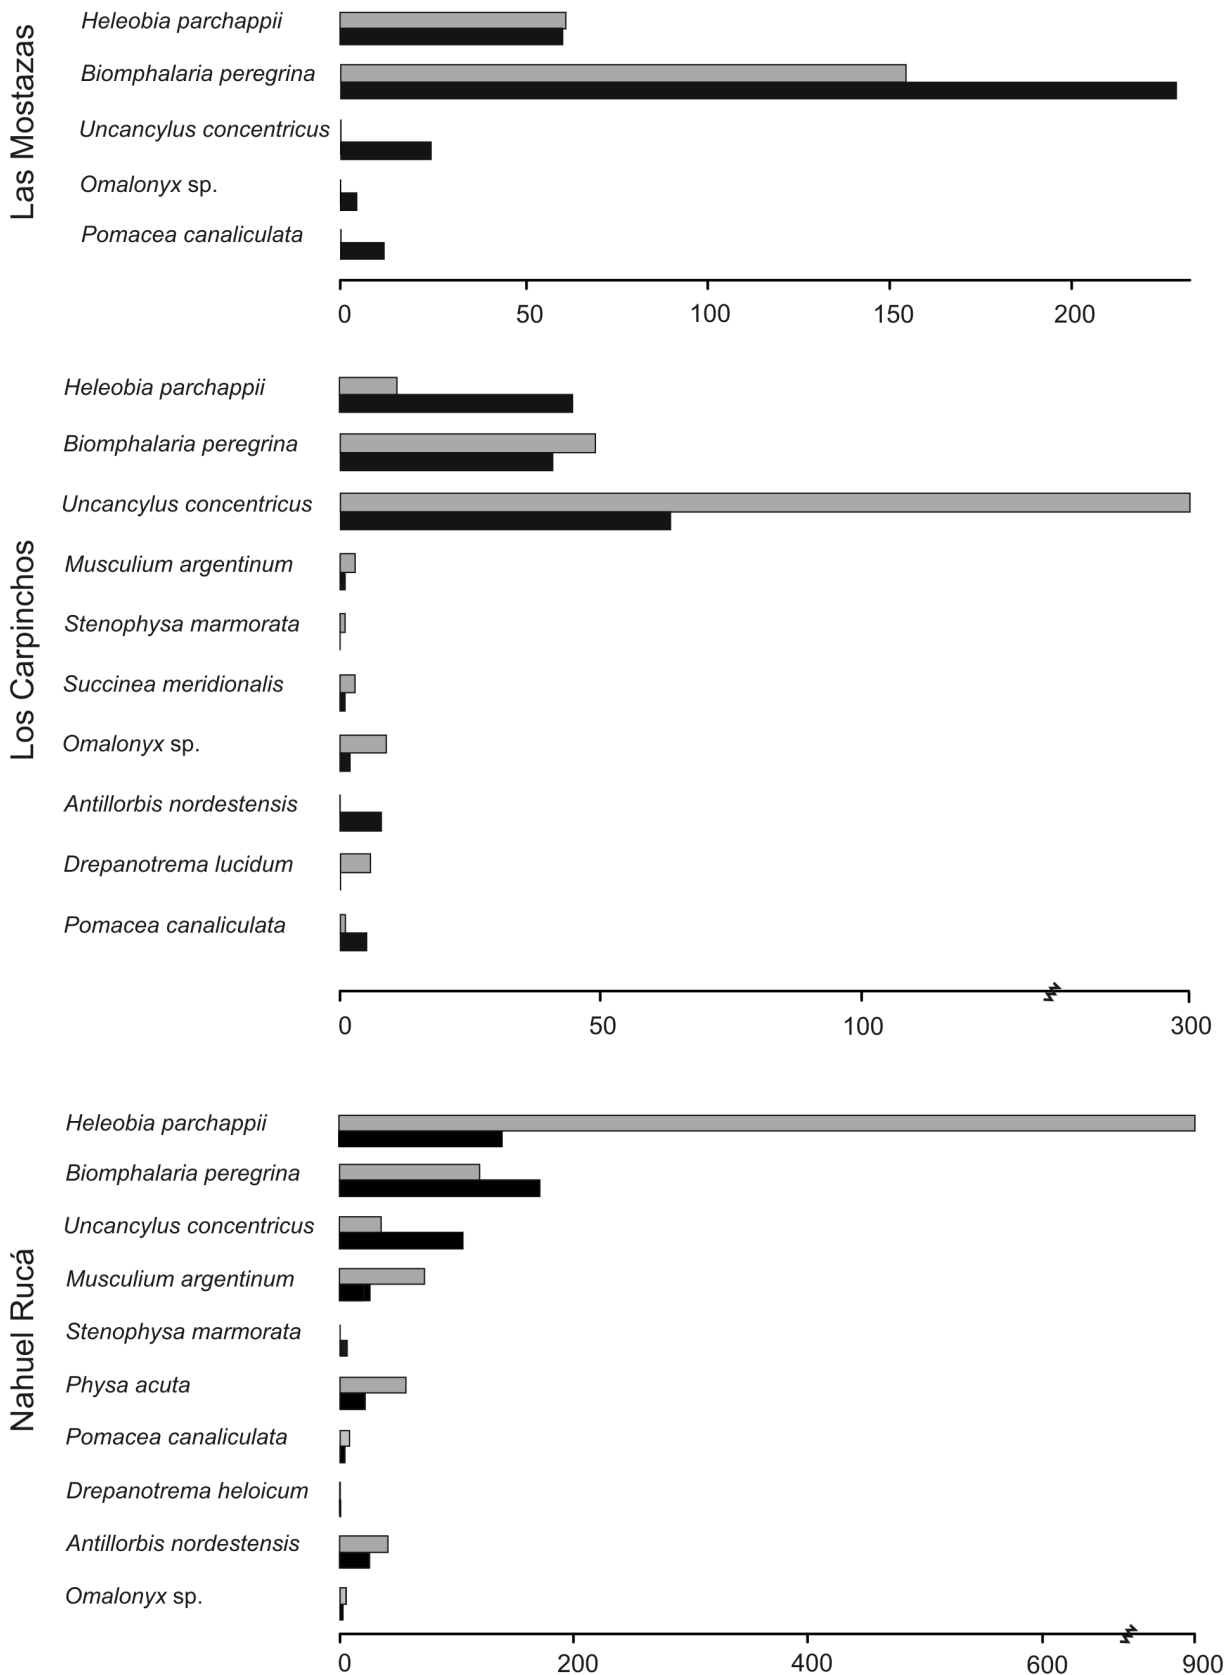 Las Mostazas
Heleobia parchappii
Biomphalaria peregrina
Uncancylus concentricus
Omalonyx sp.
Pomacea canaliculata
0 50 100 150 200
Los Carpinchos
Heleobia parchappii
Biomphalaria peregrina
Uncancylus concentricus
Musculium argentinum
Stenophysa marmorata
Succinea meridionalis
Omalonyx sp.
Antillorbis nordestensis
Drepanotrema lucidum
Pomacea canaliculata
0 50 100 300
Nahuel Rucá
Heleobia parchappii
Biomphalaria peregrina
Uncancylus concentricus
Musculium argentinum
Stenophysa marmorata
Physa acuta
Pomacea canaliculata
Drepanotrema heloicum
Antillorbis nordestensis
Omalonyx sp.
0 200 400 600 900